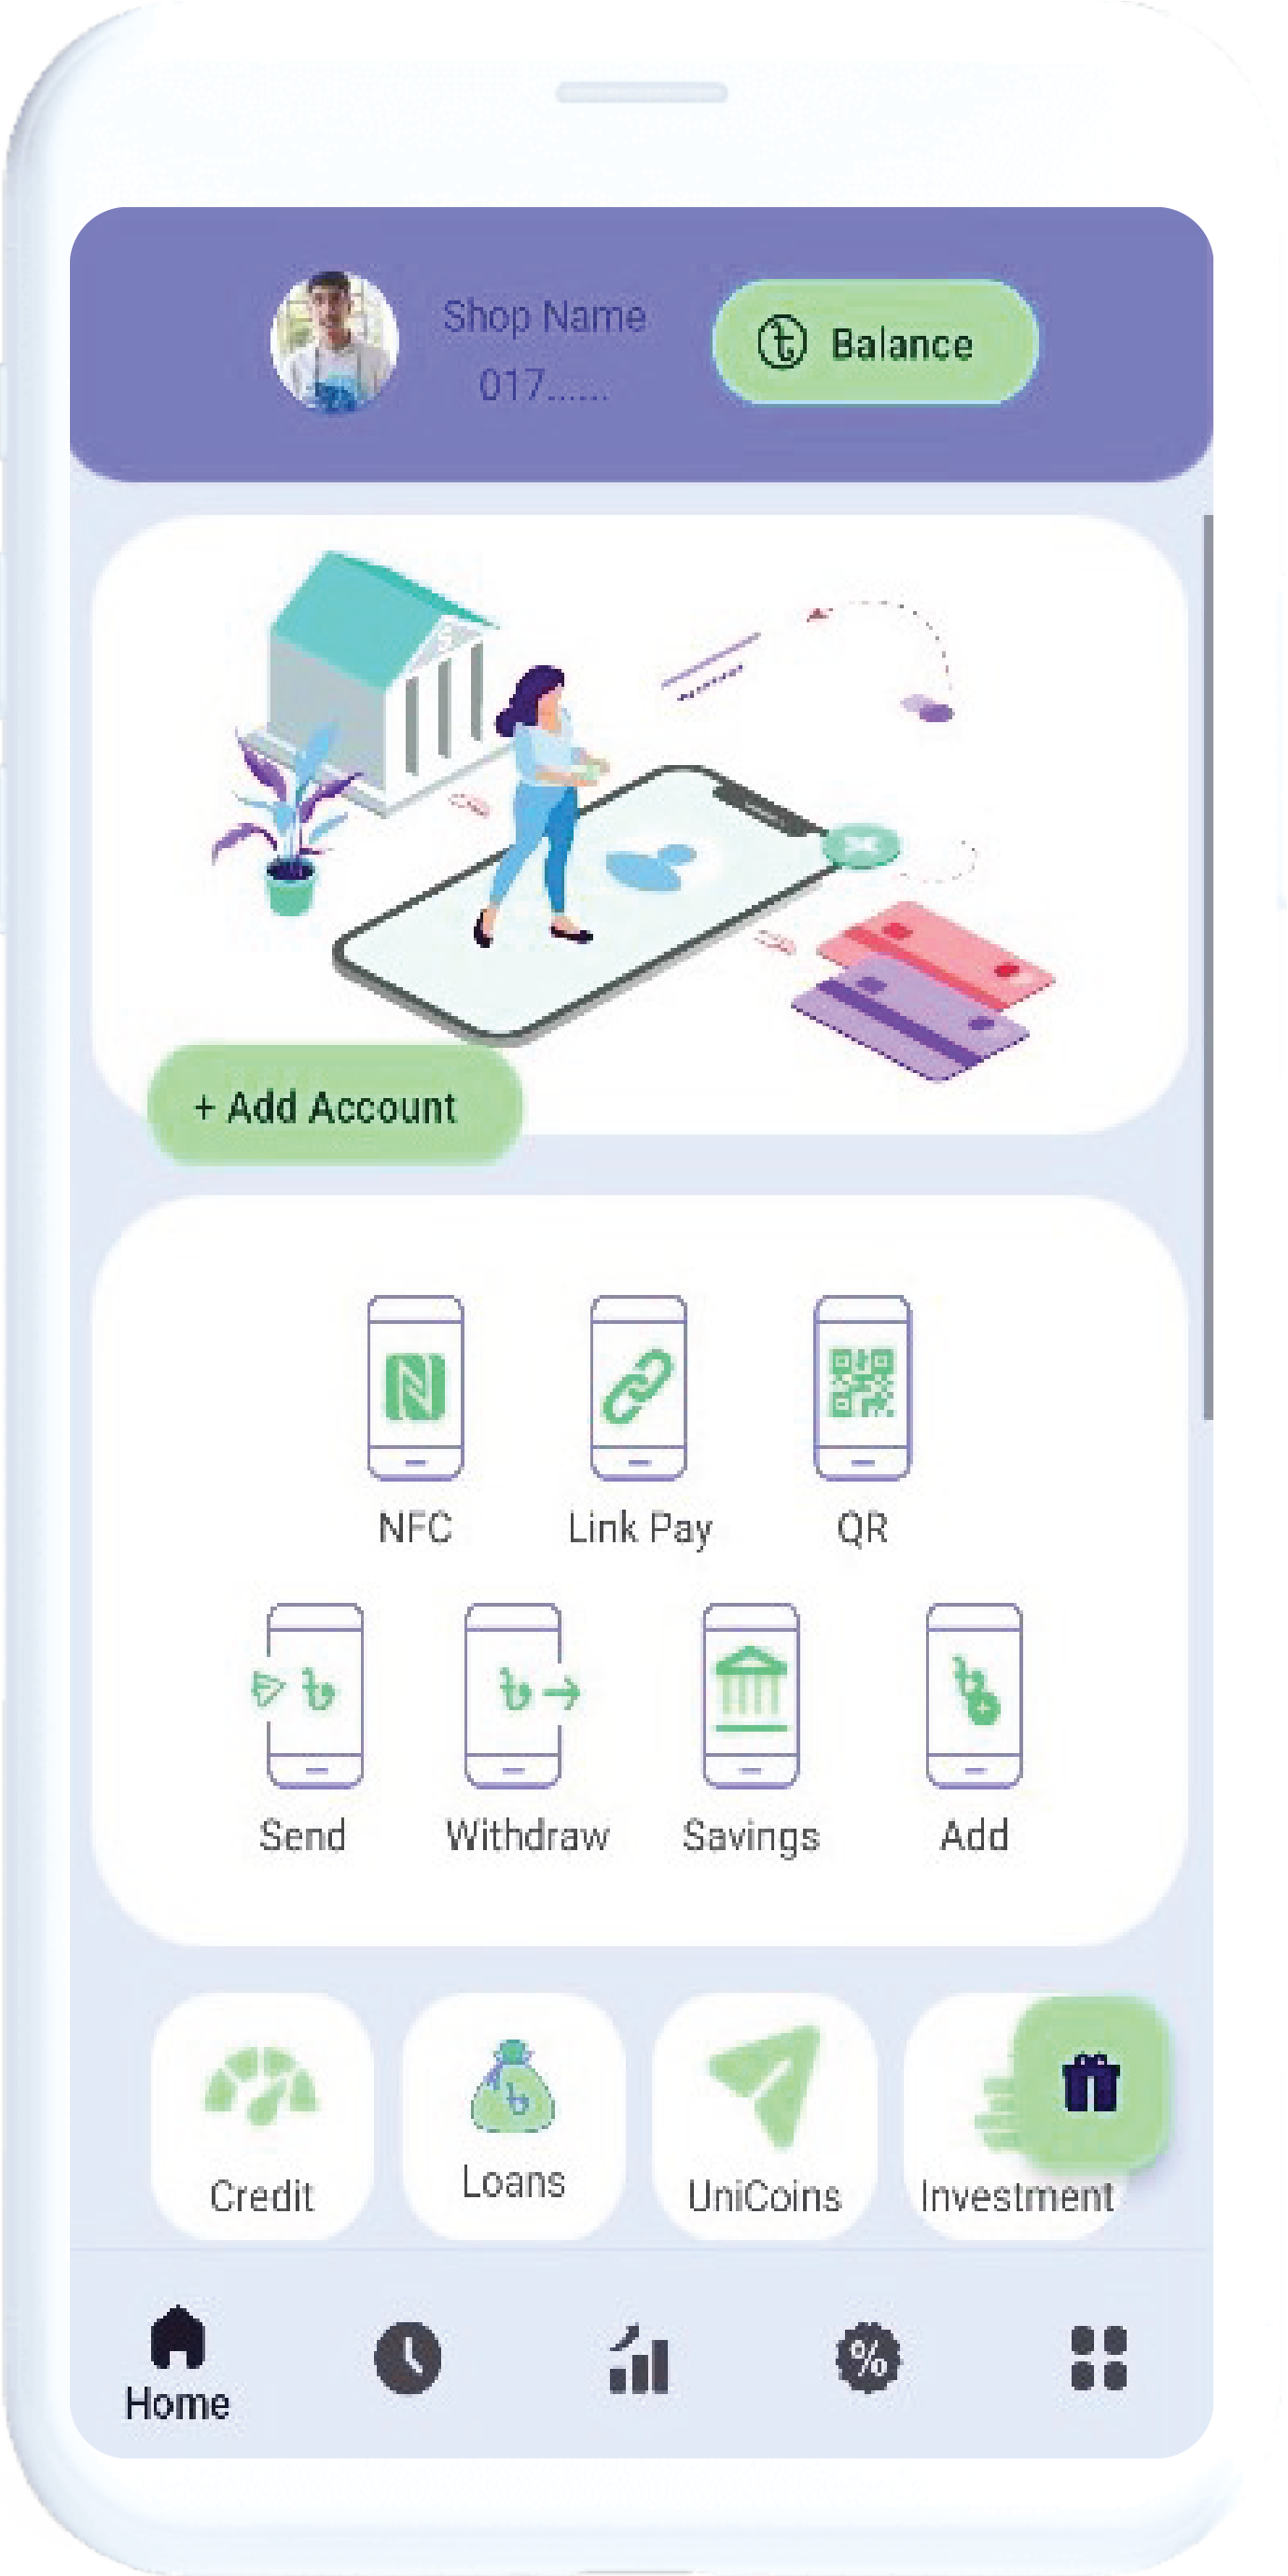 Shop Name
017......
৳ Balance
+ Add Account
NFC
Link Pay
QR
৳
৳
৳
Send
Withdraw
Savings
Add
৳
Credit
Loans
UniCoins
Investment
%
Home